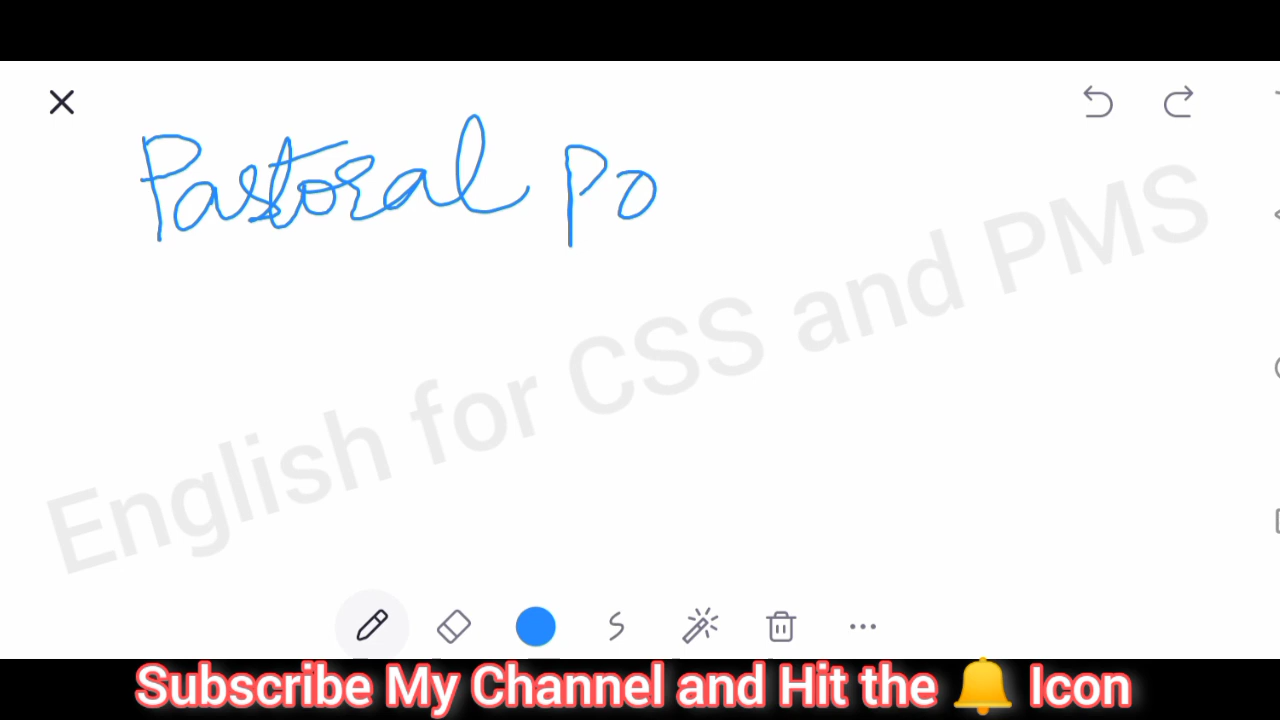 Pastoral Po
English for CSS and PMS
Subscribe My Channel and Hit the 🔔 Icon